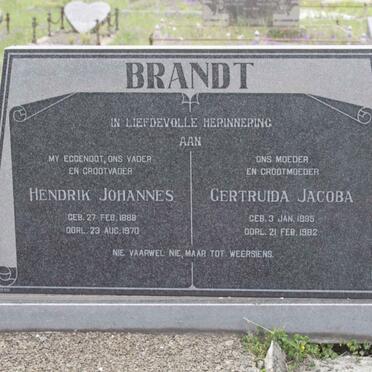 BRANDT
IN LIEFDEVOLLE HERINNERING
AAN
MY EGGENOOT, ONS VADER
EN GROOTVADER
HENDRIK JOHANNES
GEB. 27 FEB. 1888
OORL. 23 AUG. 1970
ONS MOEDER
EN GROOTMOEDER
GERTRUIDA JACOBA
GEB. 3 JAN. 1895
OORL. 21 FEB. 1982
NIE VAARWEL NIE, MAAR TOT WEERSIENS.